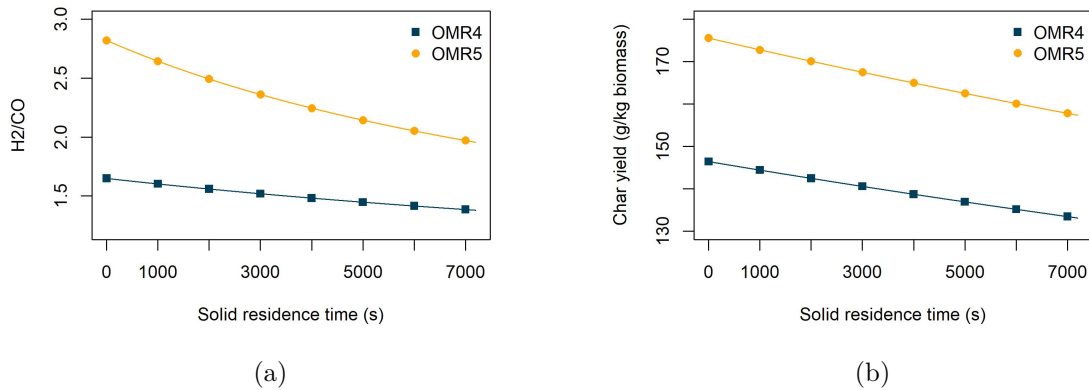 H2/CO
3.0
2.5
2.0
1.5
OMR4
OMR5
0 1000 3000 5000 7000
Solid residence time (s)
(a)
Char yield (g/kg biomass)
170
150
130
OMR4
OMR5
0 1000 3000 5000 7000
Solid residence time (s)
(b)